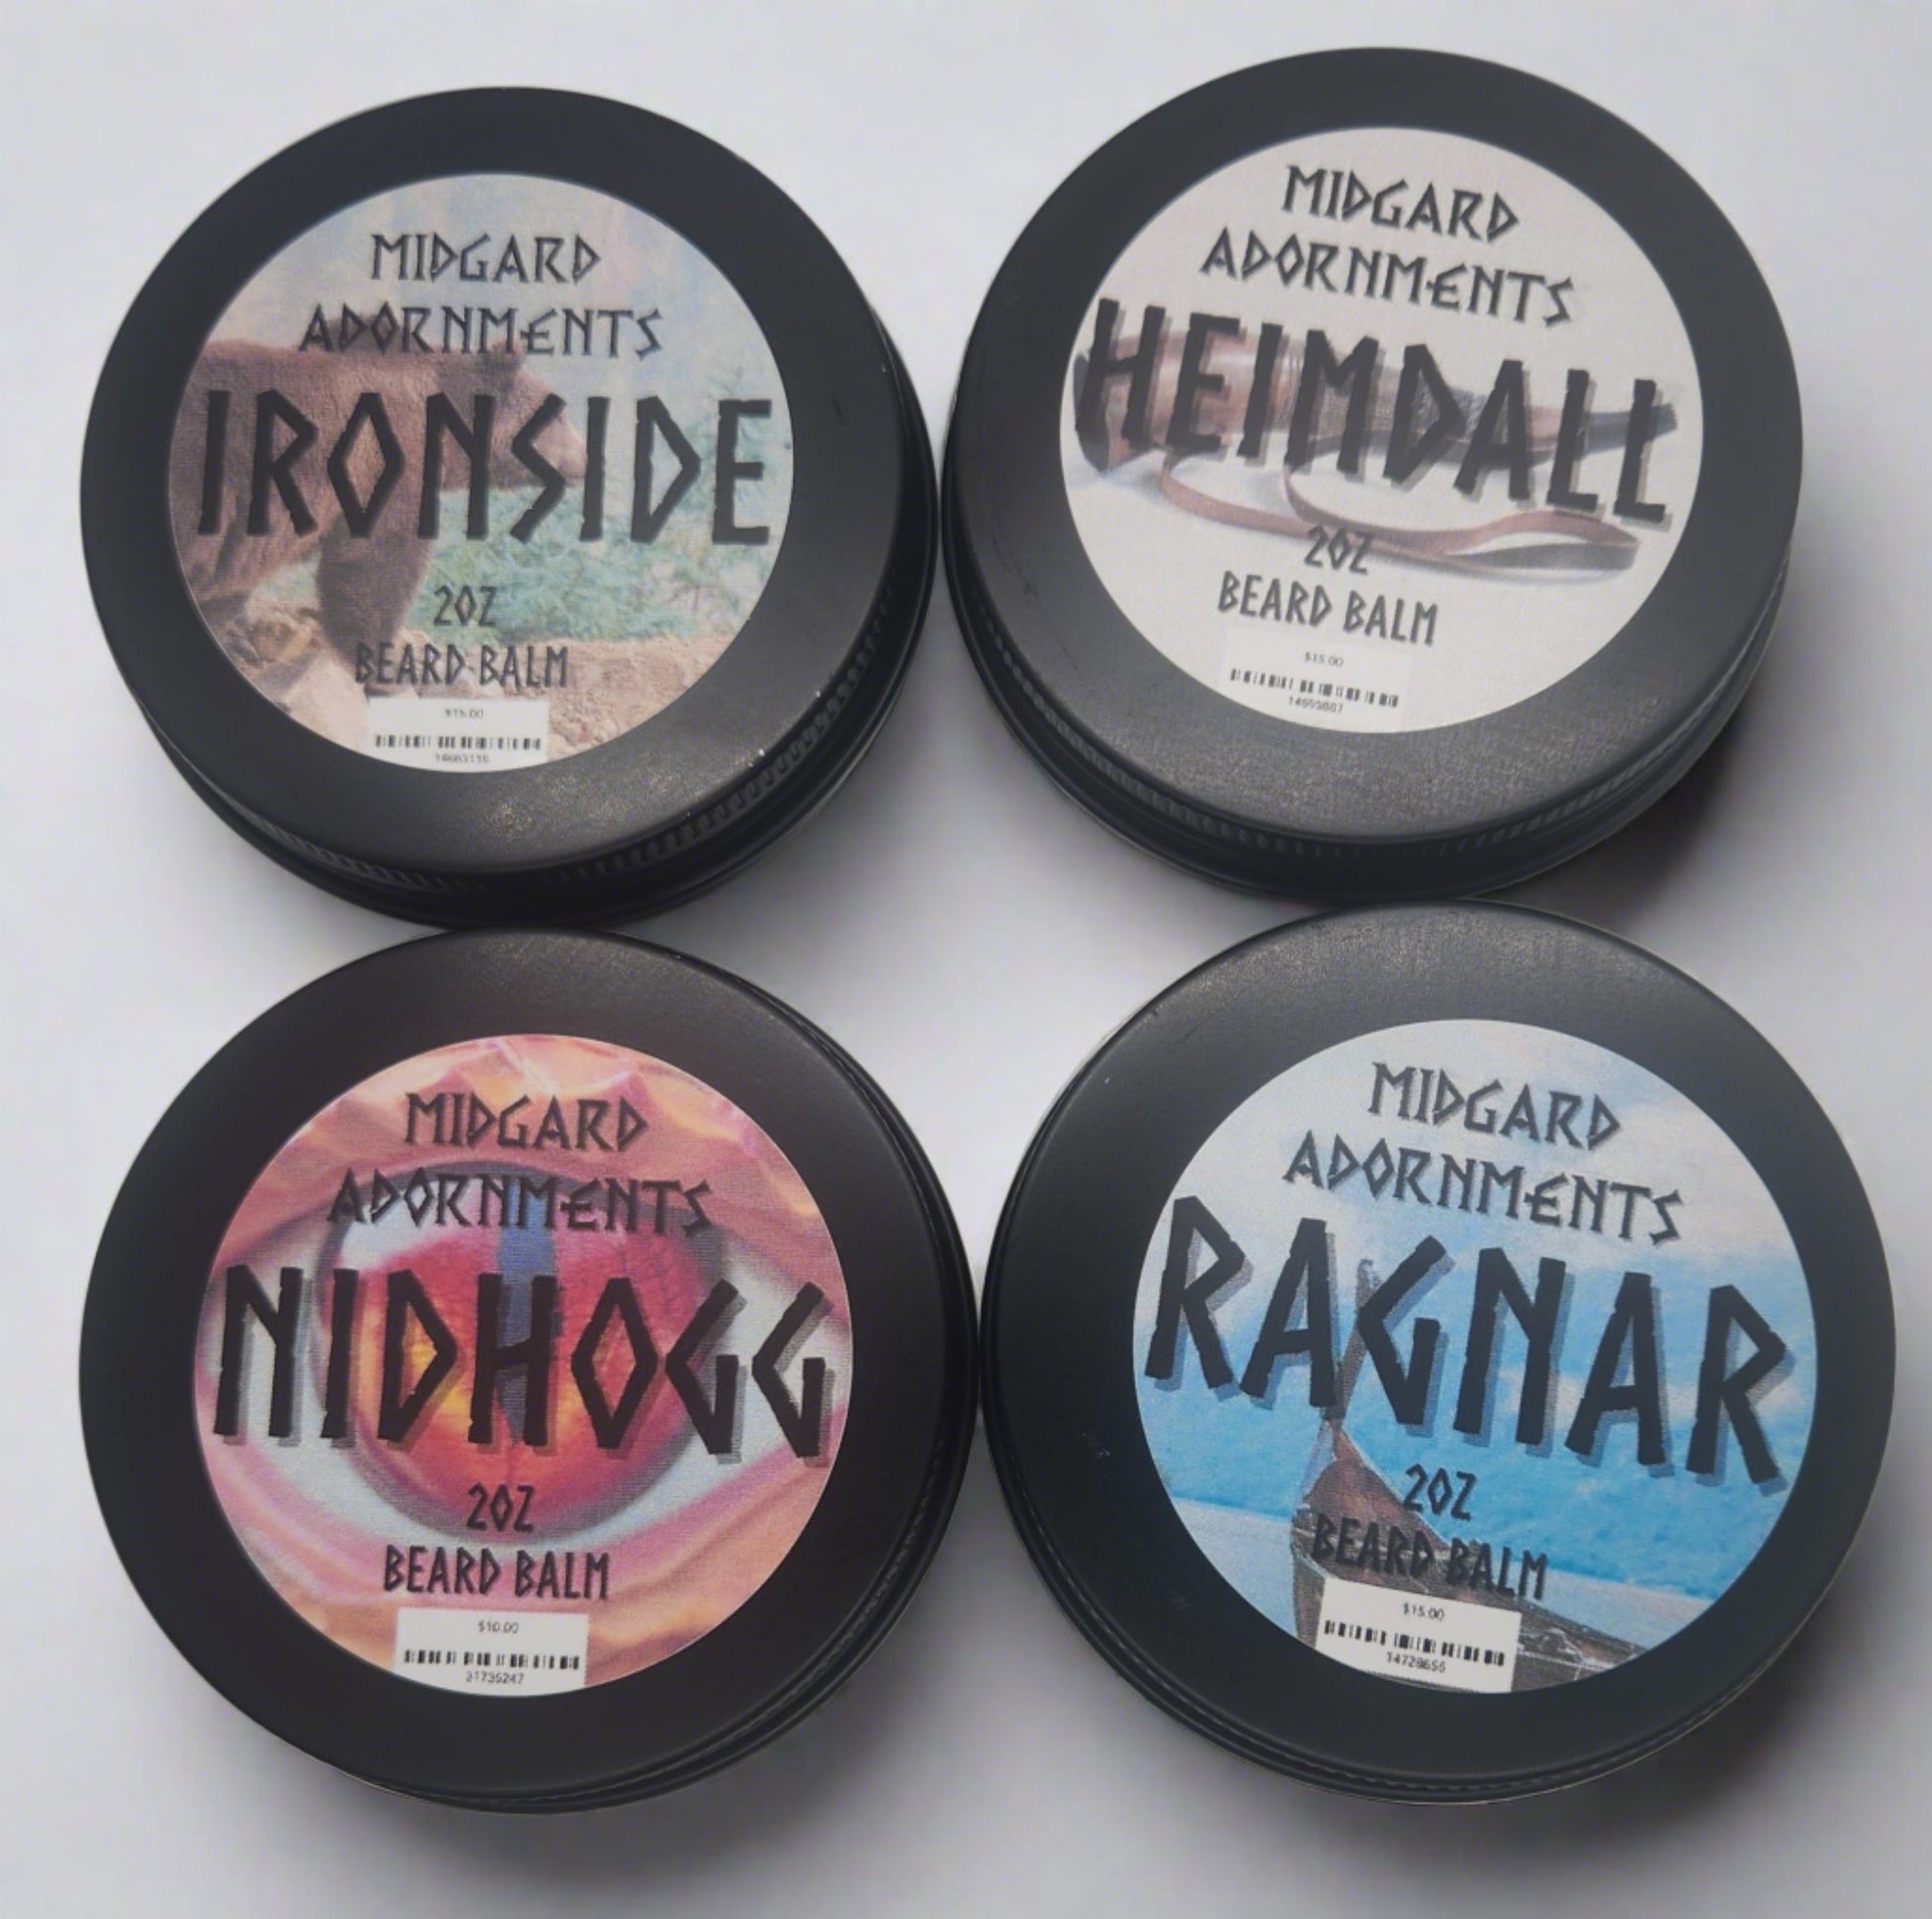 MIDGARD
ADORNMENTS
IRONSIDE
2OZ
BEARD BALM
$15.00
MIDGARD
ADORNMENTS
HEIMDALL
2OZ
BEARD BALM
$15.00
MIDGARD
ADORNMENTS
NIDHOGG
2OZ
BEARD BALM
$10.00
31735247
MIDGARD
ADORNMENTS
RAGNAR
2OZ
BEARD BALM
$15.00
14728655